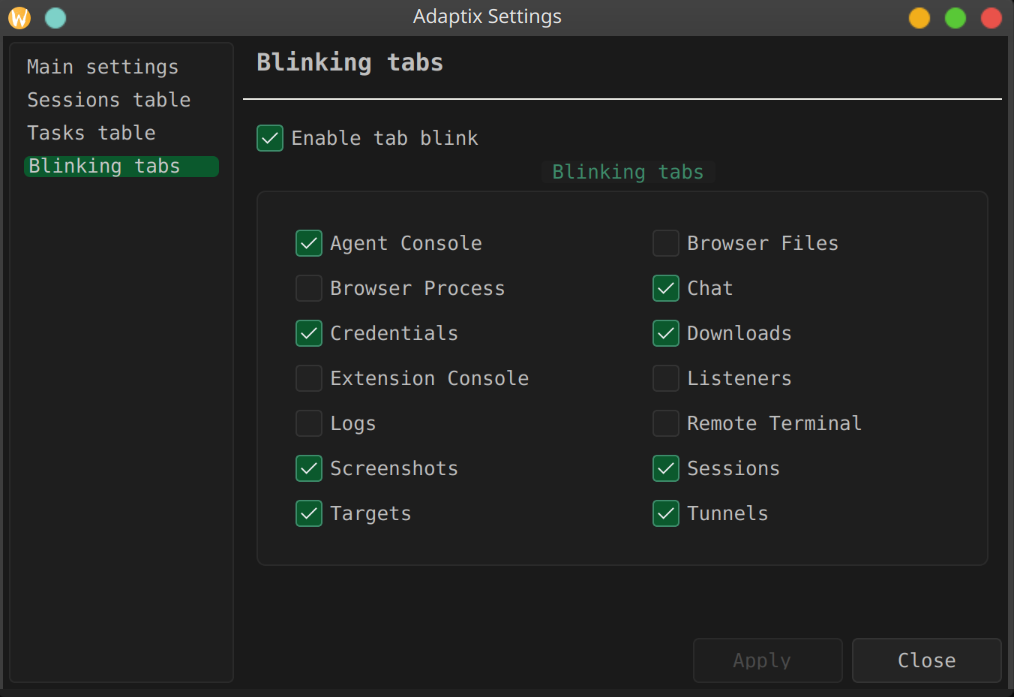 Adaptix Settings
Main settings
Sessions table
Tasks table
Blinking tabs
Blinking tabs
Enable tab blink
Blinking tabs
Agent Console
Browser Files
Browser Process
Chat
Credentials
Downloads
Extension Console
Listeners
Logs
Remote Terminal
Screenshots
Sessions
Targets
Tunnels
Apply
Close